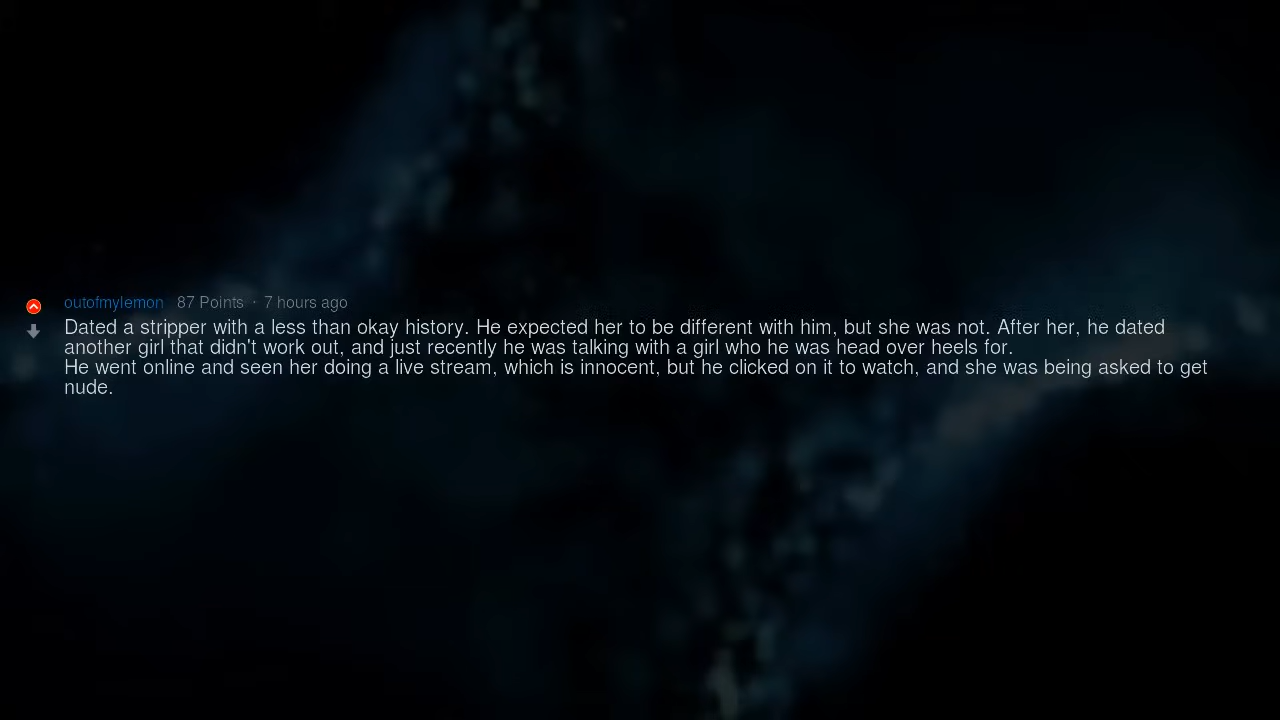 outofmylemon 87 Points · 7 hours ago
Dated a stripper with a less than okay history. He expected her to be different with him, but she was not. After her, he dated
another girl that didn't work out, and just recently he was talking with a girl who he was head over heels for.
He went online and seen her doing a live stream, which is innocent, but he clicked on it to watch, and she was being asked to get
nude.